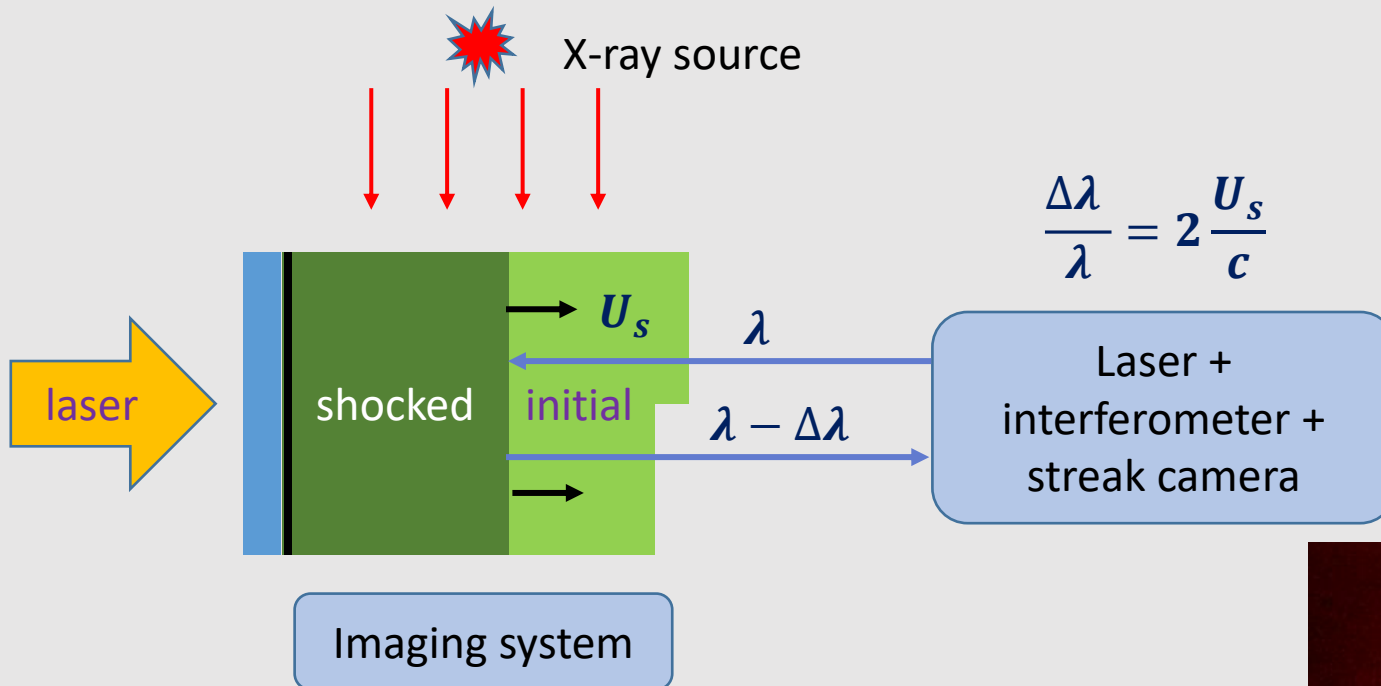 X-ray source
Δλ/λ = 2 U_s/c
U_s
λ
laser
shocked
initial
λ − Δλ
Laser +
interferometer +
streak camera
Imaging system